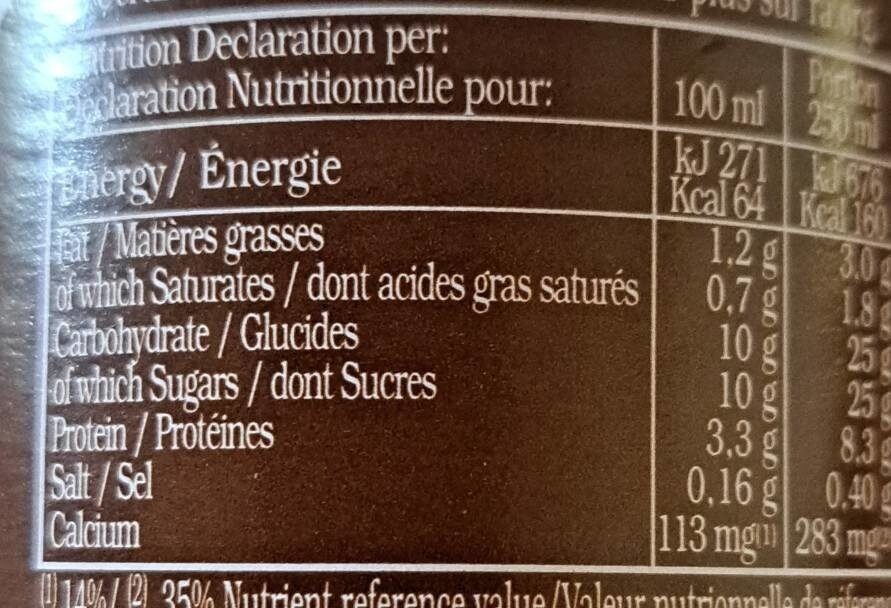 plus sur
Declaration per:
Déclaration Nutritionnelle pour: 100 ml Portion 250 ml
Energy / Énergie kJ 271 kJ 676
Kcal 64 Kcal 160
Fat / Matières grasses 1,2 g 3.0
of which Saturates / dont acides gras saturés 0,7 g 1.8
Carbohydrate / Glucides 10 g 25
of which Sugars / dont Sucres 10 g 25
Protein / Protéines 3,3 g 8.3
Salt / Sel 0,16 g 0.40
Calcium 113 mg(1) 283 mg
(1) 14% / (2) 35% Nutrient reference value /Valeur nutritionnelle de